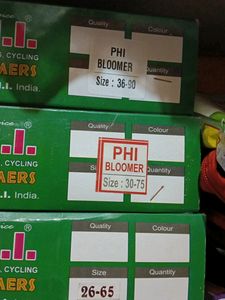 Quality
Colour
PHI
BLOOMER
Size : 36-90
Quantity
.I.
CYCLING
AERS
.I. India.
Quality
Colour
PHI
BLOOMER
Size : 30-75
Quantity
.I.
CYCLING
AERS
.I. India.
Quality
Colour
.I.
CYCLING
AERS
Size
Quantity
26-65